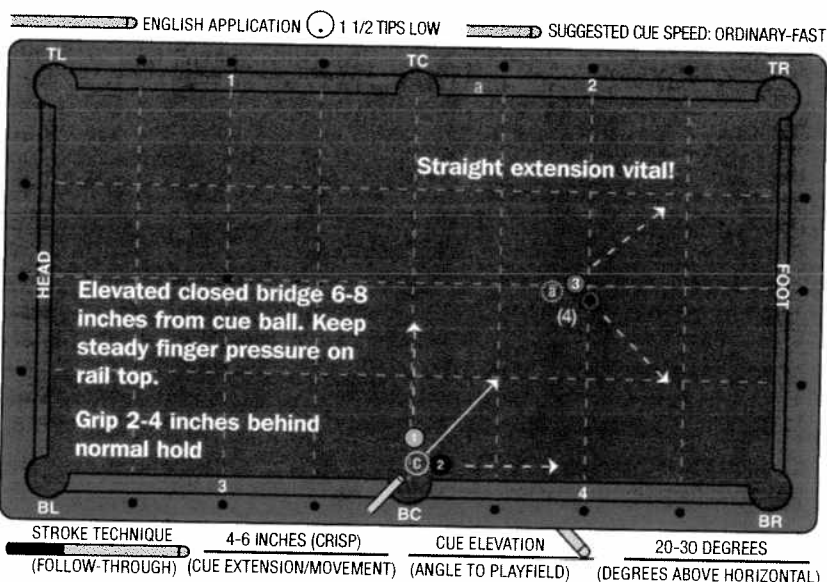 ENGLISH APPLICATION 1 1/2 TIPS LOW
SUGGESTED CUE SPEED: ORDINARY-FAST
TL
TC
TR
1
a
2
Straight extension vital!
HEAD
FOOT
8
3
(4)
Elevated closed bridge 6-8
inches from cue ball. Keep
steady finger pressure on
rail top.
Grip 2-4 inches behind
normal hold
1
C
2
3
4
BL
BC
BR
STROKE TECHNIQUE
(FOLLOW-THROUGH)
4-6 INCHES (CRISP)
(CUE EXTENSION/MOVEMENT)
CUE ELEVATION
(ANGLE TO PLAYFIELD)
20-30 DEGREES
(DEGREES ABOVE HORIZONTAL)